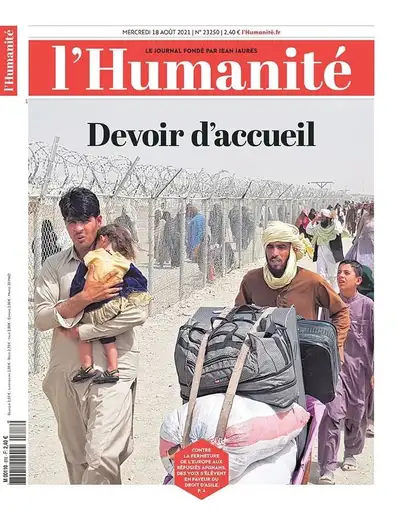 MERCREDI 18 AOÛT 2021 | N° 23250 | 2,40 € l'Humanité.fr
LE JOURNAL FONDÉ PAR JEAN JAURÈS
l'Humanité
l'Humanité
Devoir d'accueil
CONTRE
LA FERMETURE
DE L'EUROPE AUX
RÉFUGIÉS AFGHANS,
DES VOIX S'ÉLÈVENT
EN FAVEUR DU
DROIT D'ASILE.
P. 4